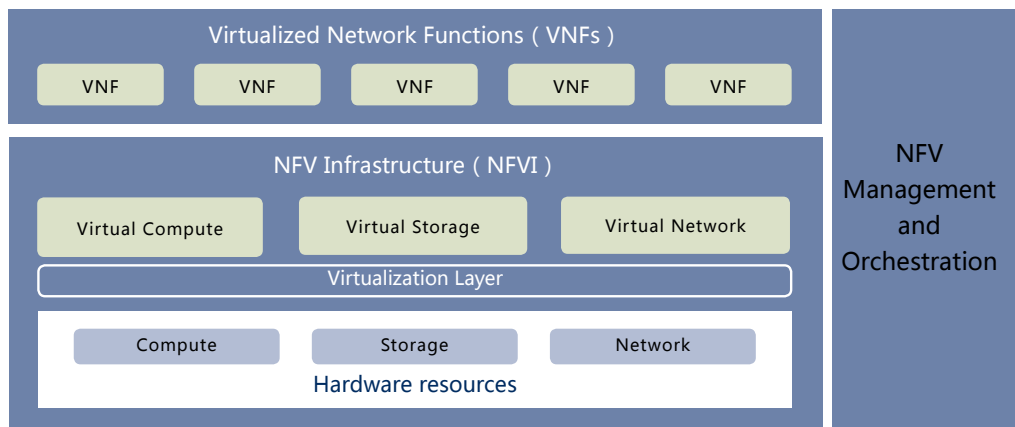 Virtualized Network Functions ( VNFs )
VNF
VNF
VNF
VNF
VNF
NFV Infrastructure ( NFVI )
Virtual Compute
Virtual Storage
Virtual Network
Virtualization Layer
Compute
Storage
Network
Hardware resources
NFV
Management
and
Orchestration